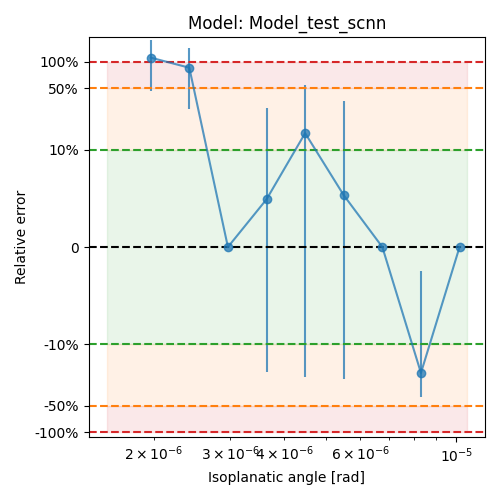 Model: Model_test_scnn
100%
50%
10%
0
-10%
-50%
-100%
Relative error
2 × 10⁻⁶ 3 × 10⁻⁶ 4 × 10⁻⁶ 6 × 10⁻⁶ 10⁻⁵
Isoplanatic angle [rad]